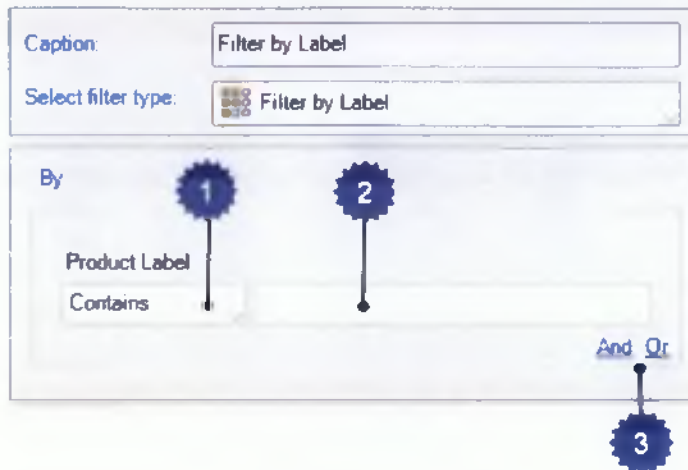 Caption: Filter by Label
Select filter type: Filter by Label
By
1 2
Product Label
Contains
And Or
3